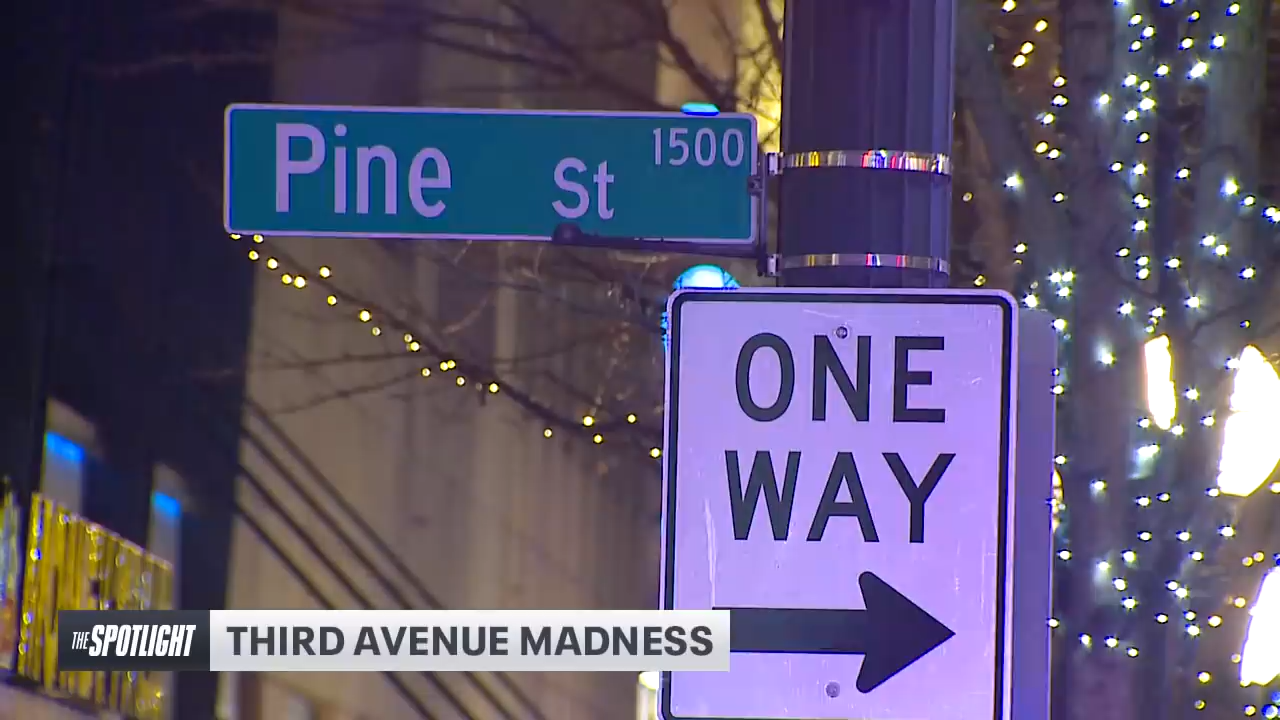 Pine St 1500
ONE
WAY
THE SPOTLIGHT
THIRD AVENUE MADNESS